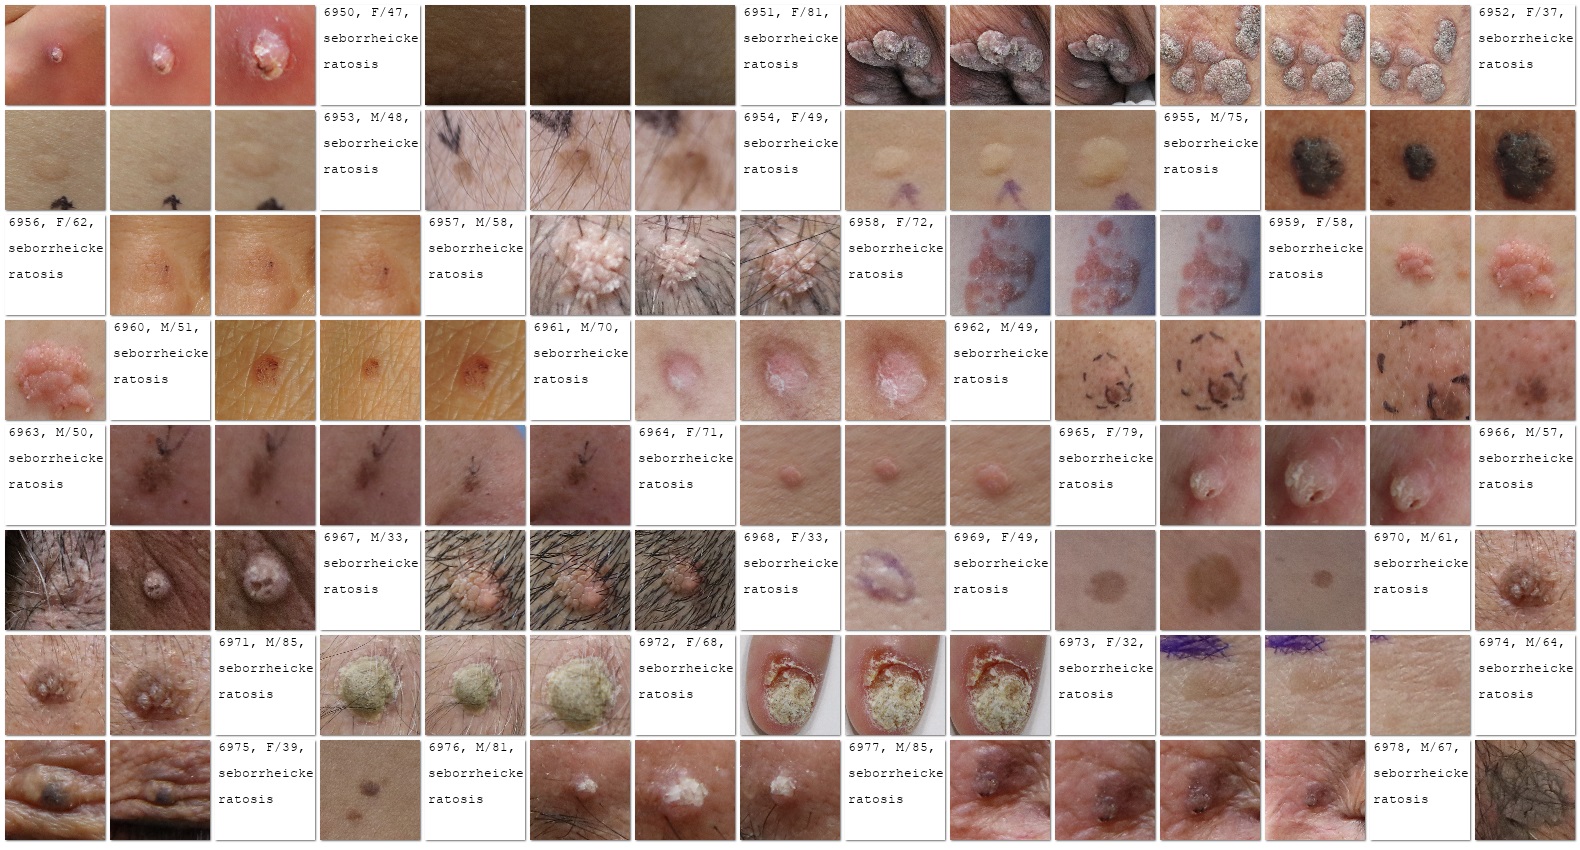 6950, F/47,
seborrheicke
ratosis
6951, F/81,
seborrheicke
ratosis
6952, F/37,
seborrheicke
ratosis
6953, M/48,
seborrheicke
ratosis
6954, F/49,
seborrheicke
ratosis
6955, M/75,
seborrheicke
ratosis
6956, F/62,
seborrheicke
ratosis
6957, M/58,
seborrheicke
ratosis
6958, F/72,
seborrheicke
ratosis
6959, F/58,
seborrheicke
ratosis
6960, M/51,
seborrheicke
ratosis
6961, M/70,
seborrheicke
ratosis
6962, M/49,
seborrheicke
ratosis
6963, M/50,
seborrheicke
ratosis
6964, F/71,
seborrheicke
ratosis
6965, F/79,
seborrheicke
ratosis
6966, M/57,
seborrheicke
ratosis
6967, M/33,
seborrheicke
ratosis
6968, F/33,
seborrheicke
ratosis
6969, F/49,
seborrheicke
ratosis
6970, M/61,
seborrheicke
ratosis
6971, M/85,
seborrheicke
ratosis
6972, F/68,
seborrheicke
ratosis
6973, F/32,
seborrheicke
ratosis
6974, M/64,
seborrheicke
ratosis
6975, F/39,
seborrheicke
ratosis
6976, M/81,
seborrheicke
ratosis
6977, M/85,
seborrheicke
ratosis
6978, M/67,
seborrheicke
ratosis